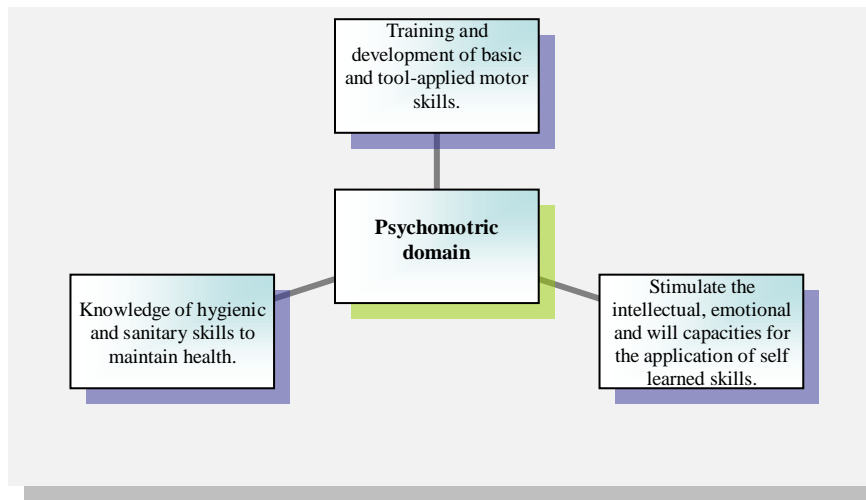 Training and
development of basic
and tool-applied motor
skills.
Psychomotric
domain
Knowledge of hygienic
and sanitary skills to
maintain health.
Stimulate the
intellectual, emotional
and will capacities for
the application of self
learned skills.